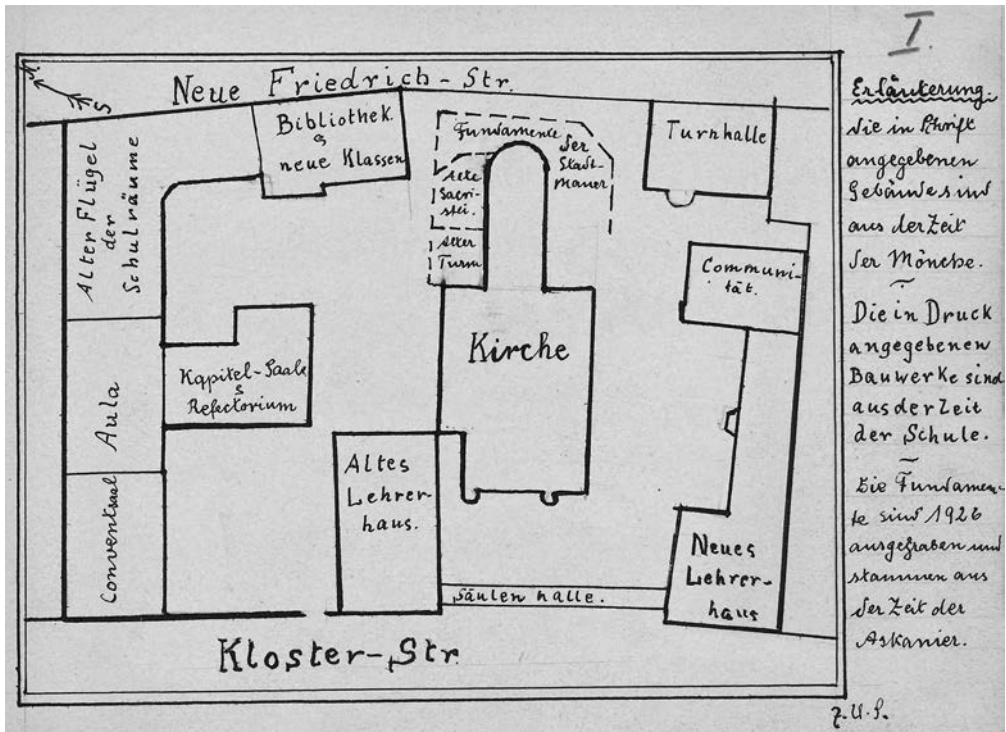 I.
N
S
Neue Friedrich-Str.
Alter Flügel
der
Schulräume
Bibliothek
&
neue Klassen
Fundamente
der
Stadt-
Mauer
Alte
Sacri-
stei.
Alter
Turm
Turnhalle
Communi-
tät.
Kirche
Kapitel-Saal
&
Refectorium
Aula
Conventsaal
Altes
Lehrer-
haus.
Säulenhalle.
Neues
Lehrer-
haus
Kloster-Str.
Erläuterung.
Die in Schrift
angegebenen
Gebäude sind
aus der Zeit
der Mönche.
Die in Druck
angegebenen
Bauwerke sind
aus der Zeit
der Schule.
Die Fundamen-
te sind 1926
ausgegraben und
stammen aus
der Zeit der
Askanier.